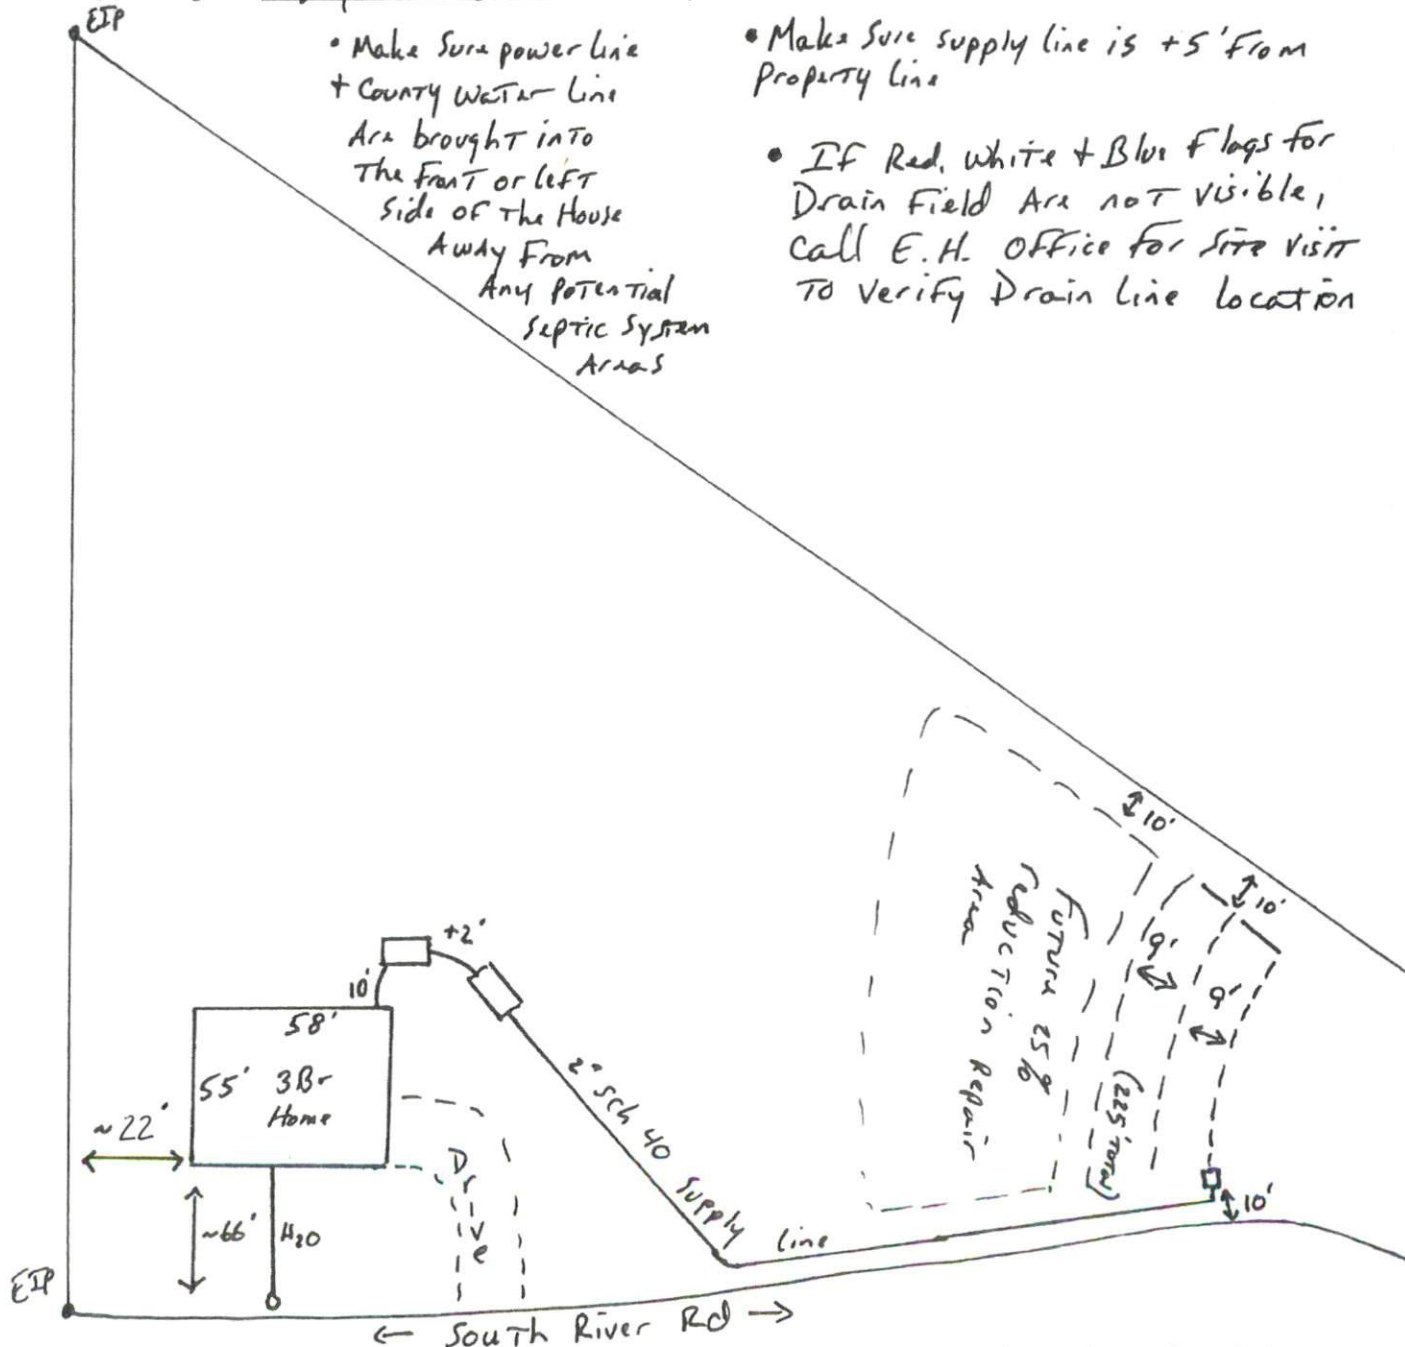 EIP
• Make Sure power line
+ County Water Line
Are brought into
The Front or left
Side of The House
Away From
Any Potential
Septic System
Areas
• Make Sure supply line is +5' From
Property Line
• If Red, White + Blue Flags for
Drain Field Are not visible,
Call E.H. Office for Site visit
To Verify Drain Line Location
10'
10'
9'
9'
Future 25%
reduction Repair
Area
(225' Total)
+2'
10'
58'
55' 3Br
Home
~22'
2" Sch 40 Supply
line
10'
Drive
~66'
H2O
EIP
← South River Rd →